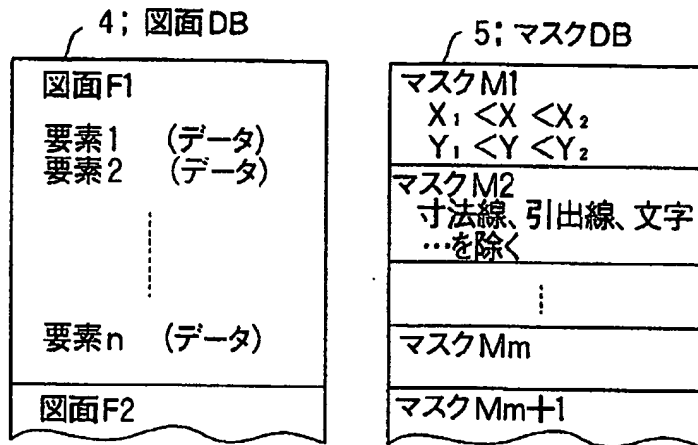 4; 図面DB
図面F1
要素1 (データ)
要素2 (データ)
要素n (データ)
図面F2
5; マスクDB
マスクM1
X₁ <X <X₂
Y₁ <Y <Y₂
マスクM2
寸法線、引出線、文字
…を除く
マスクMm
マスクMm+1